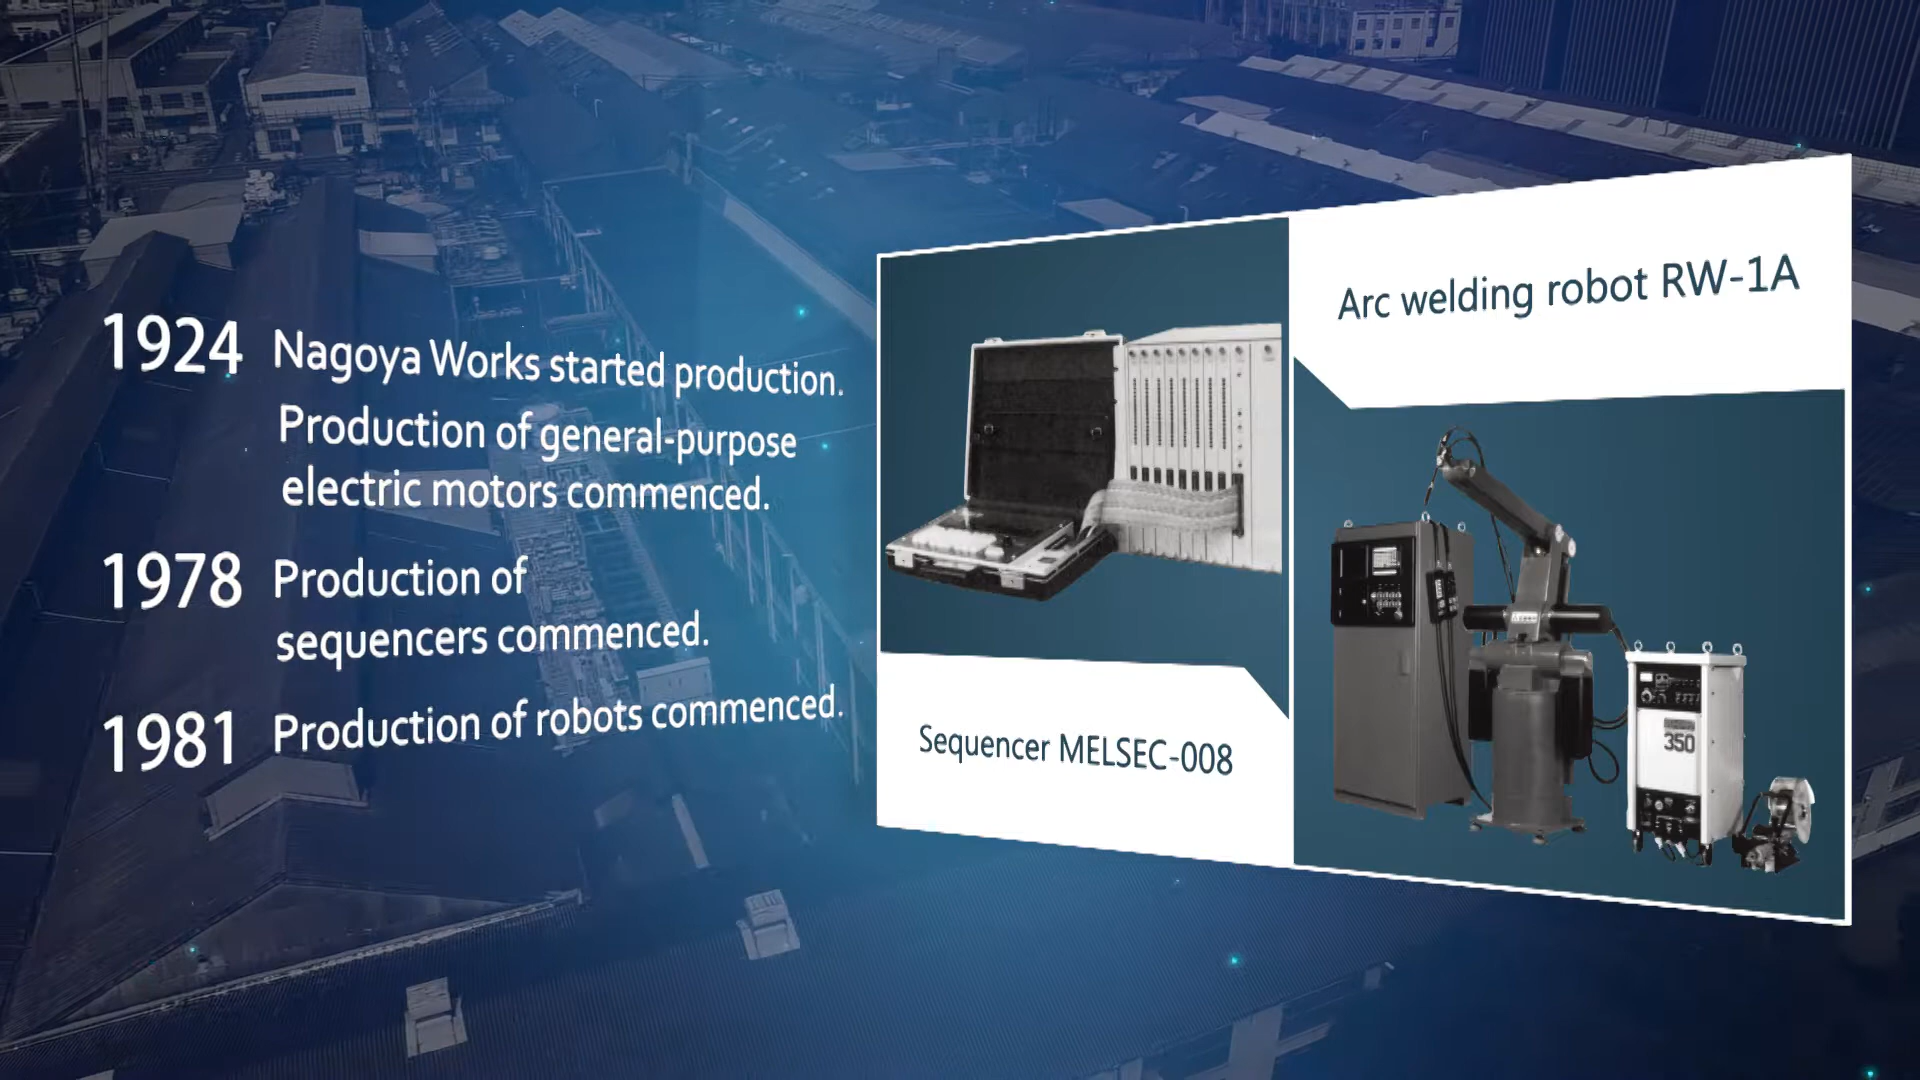 1924 Nagoya Works started production.
Production of general-purpose
electric motors commenced.
1978 Production of
sequencers commenced.
1981 Production of robots commenced.
Sequencer MELSEC-008
Arc welding robot RW-1A
350